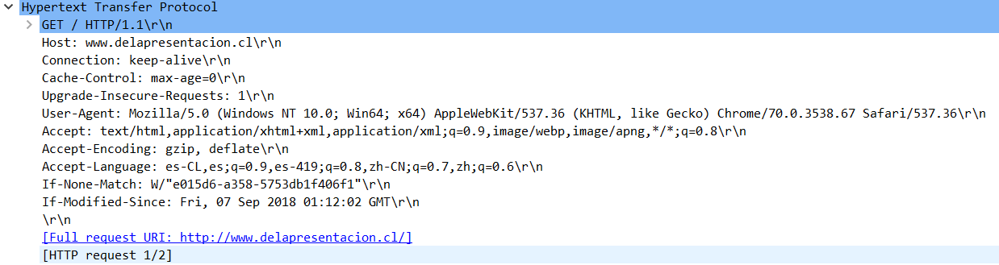 Hypertext Transfer Protocol
GET / HTTP/1.1\r\n
Host: www.delapresentacion.cl\r\n
Connection: keep-alive\r\n
Cache-Control: max-age=0\r\n
Upgrade-Insecure-Requests: 1\r\n
User-Agent: Mozilla/5.0 (Windows NT 10.0; Win64; x64) AppleWebKit/537.36 (KHTML, like Gecko) Chrome/70.0.3538.67 Safari/537.36\r\n
Accept: text/html,application/xhtml+xml,application/xml;q=0.9,image/webp,image/apng,*/*;q=0.8\r\n
Accept-Encoding: gzip, deflate\r\n
Accept-Language: es-CL,es;q=0.9,es-419;q=0.8,zh-CN;q=0.7,zh;q=0.6\r\n
If-None-Match: W/"e015d6-a358-5753db1f406f1"\r\n
If-Modified-Since: Fri, 07 Sep 2018 01:12:02 GMT\r\n
\r\n
[Full request URI: http://www.delapresentacion.cl/]
[HTTP request 1/2]